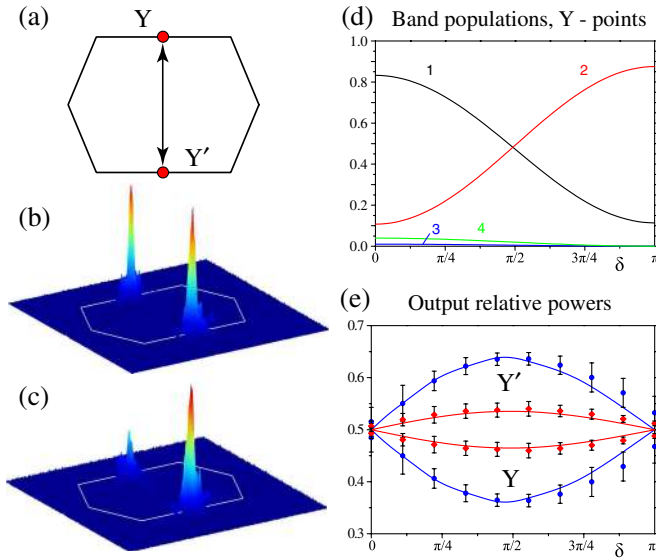 (a)
Y
Y′
(b)
(c)
(d)
Band populations, Y - points
1.0
0.8
0.6
0.4
0.2
0.0
1
2
3
4
0
π/4
π/2
3π/4
δ
π
(e)
Output relative powers
0.7
0.6
0.5
0.4
0.3
Y′
Y
0
π/4
π/2
3π/4
δ
π